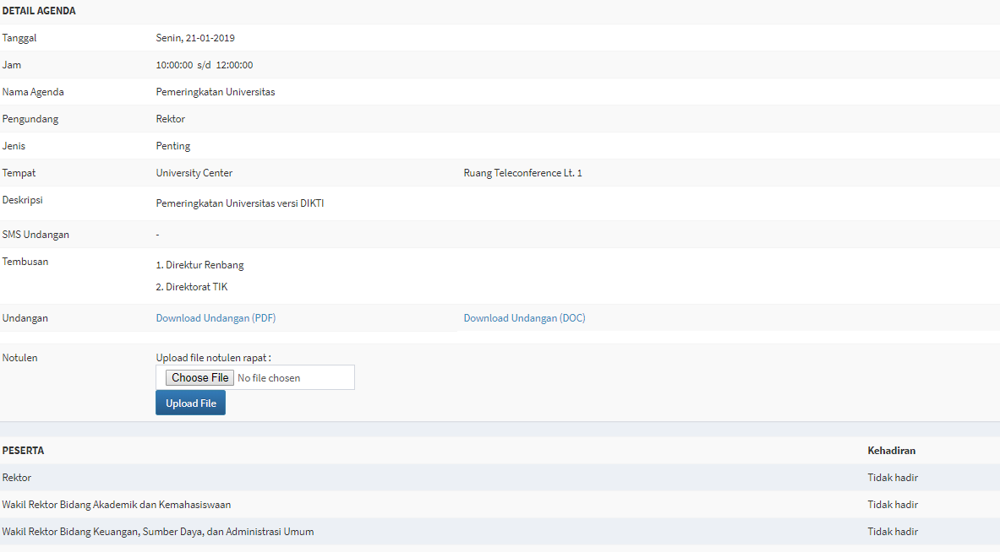 DETAIL AGENDA
Tanggal Senin, 21-01-2019
Jam 10:00:00 s/d 12:00:00
Nama Agenda Pemeringkatan Universitas
Pengundang Rektor
Jenis Penting
Tempat University Center Ruang Teleconference Lt. 1
Deskripsi Pemeringkatan Universitas versi DIKTI
SMS Undangan -
Tembusan 1. Direktur Renbang
2. Direktorat TIK
Undangan Download Undangan (PDF) Download Undangan (DOC)
Notulen Upload file notulen rapat :
Choose File No file chosen
Upload File
PESERTA Kehadiran
Rektor Tidak hadir
Wakil Rektor Bidang Akademik dan Kemahasiswaan Tidak hadir
Wakil Rektor Bidang Keuangan, Sumber Daya, dan Administrasi Umum Tidak hadir